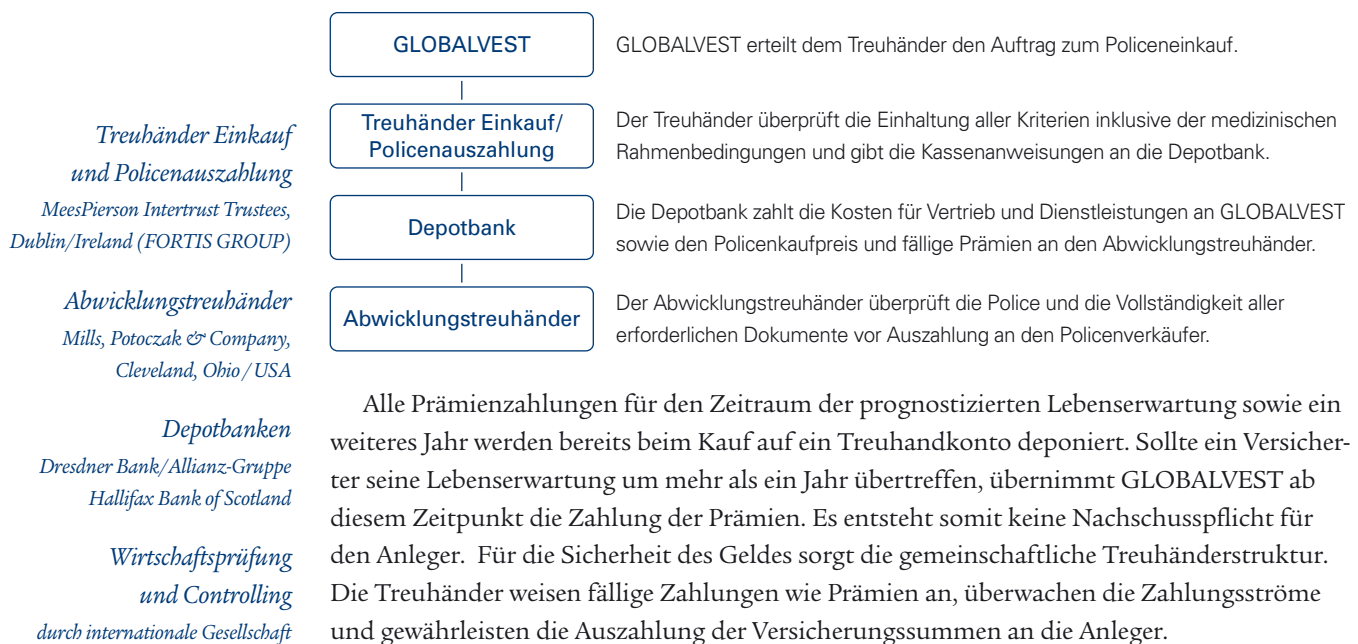 GLOBALVEST
GLOBALVEST erteilt dem Treuhänder den Auftrag zum Policeneinkauf.
Treuhänder Einkauf/
Policenauszahlung
Der Treuhänder überprüft die Einhaltung aller Kriterien inklusive der medizinischen
Rahmenbedingungen und gibt die Kassenanweisungen an die Depotbank.
Depotbank
Die Depotbank zahlt die Kosten für Vertrieb und Dienstleistungen an GLOBALVEST
sowie den Policenkaufpreis und fällige Prämien an den Abwicklungstreuhänder.
Abwicklungstreuhänder
Der Abwicklungstreuhänder überprüft die Police und die Vollständigkeit aller
erforderlichen Dokumente vor Auszahlung an den Policenverkäufer.
Treuhänder Einkauf
und Policenauszahlung
MeesPierson Intertrust Trustees,
Dublin/Ireland (FORTIS GROUP)
Abwicklungstreuhänder
Mills, Potoczak & Company,
Cleveland, Ohio / USA
Depotbanken
Dresdner Bank/Allianz-Gruppe
Hallifax Bank of Scotland
Wirtschaftsprüfung
und Controlling
durch internationale Gesellschaft
Alle Prämienzahlungen für den Zeitraum der prognostizierten Lebenserwartung sowie ein
weiteres Jahr werden bereits beim Kauf auf ein Treuhandkonto deponiert. Sollte ein Versicher-
ter seine Lebenserwartung um mehr als ein Jahr übertreffen, übernimmt GLOBALVEST ab
diesem Zeitpunkt die Zahlung der Prämien. Es entsteht somit keine Nachschusspflicht für
den Anleger. Für die Sicherheit des Geldes sorgt die gemeinschaftliche Treuhänderstruktur.
Die Treuhänder weisen fällige Zahlungen wie Prämien an, überwachen die Zahlungsströme
und gewährleisten die Auszahlung der Versicherungssummen an die Anleger.